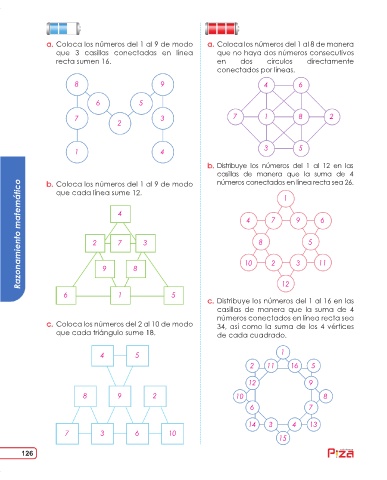 a. Coloca los números del 1 al 9 de modo
que 3 casillas conectadas en línea
recta sumen 16.
8 9
6 5
7 2 3
1 4
b. Coloca los números del 1 al 9 de modo
que cada línea sume 12.
4
2 7 3
9 8
6 1 5
c. Coloca los números del 2 al 10 de modo
que cada triángulo sume 18.
4 5
8 9 2
7 3 6 10
a. Coloca los números del 1 al 8 de manera
que no haya dos números consecutivos
en dos círculos directamente
conectados por líneas.
4 6
7 1 8 2
3 5
b. Distribuye los números del 1 al 12 en las
casillas de manera que la suma de 4
números conectados en línea recta sea 26.
1
4 7 9 6
8 5
10 2 3 11
12
c. Distribuye los números del 1 al 16 en las
casillas de manera que la suma de 4
números conectados en línea recta sea
34, así como la suma de los 4 vértices
de cada cuadrado.
1
2 11 16 5
12 9
10 8
6 7
14 3 4 13
15
Razonamiento matemático
126